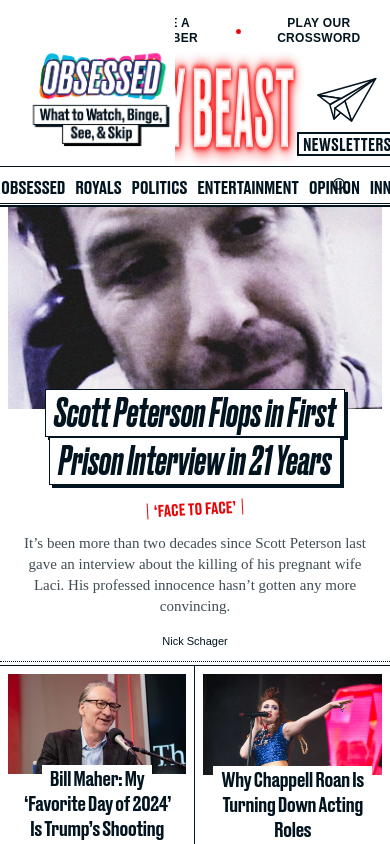 E A
BER
PLAY OUR
CROSSWORD
OBSESSED
What to Watch, Binge,
See, & Skip
Y BEAST
NEWSLETTERS
OBSESSED ROYALS POLITICS ENTERTAINMENT OPINION INN
Scott Peterson Flops in First
Prison Interview in 21 Years
‘FACE TO FACE’
It’s been more than two decades since Scott Peterson last
gave an interview about the killing of his pregnant wife
Laci. His professed innocence hasn’t gotten any more
convincing.
Nick Schager
Th
Bill Maher: My
‘Favorite Day of 2024’
Is Trump’s Shooting
Why Chappell Roan Is
Turning Down Acting
Roles